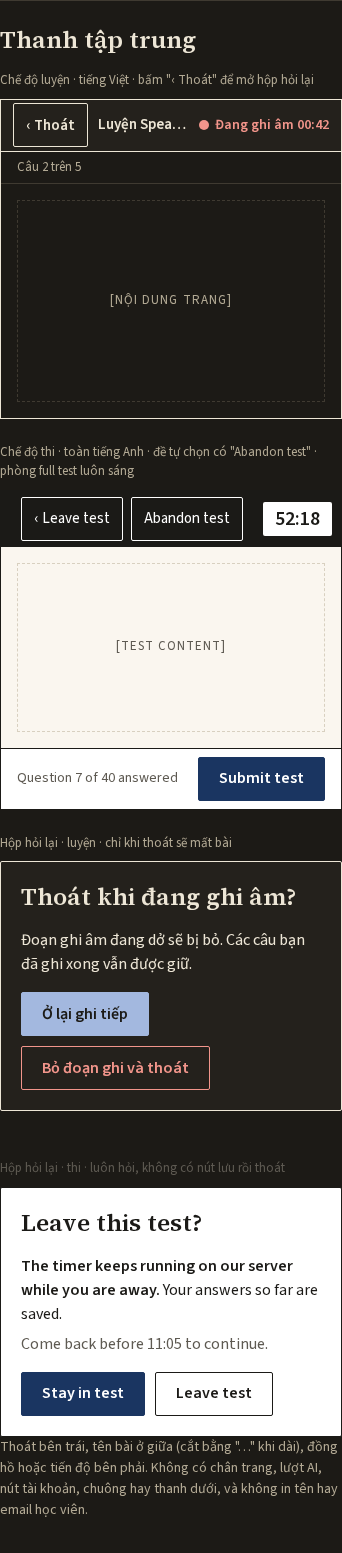 Thanh tập trung
Chế độ luyện · tiếng Việt · bấm "‹ Thoát" để mở hộp hỏi lại
‹ Thoát Luyện Spea… Đang ghi âm 00:42
Câu 2 trên 5
[NỘI DUNG TRANG]
Chế độ thi · toàn tiếng Anh · đề tự chọn có "Abandon test" ·
phòng full test luôn sáng
‹ Leave test Abandon test 52:18
[TEST CONTENT]
Question 7 of 40 answered Submit test
Hộp hỏi lại · luyện · chỉ khi thoát sẽ mất bài
Thoát khi đang ghi âm?
Đoạn ghi âm đang dở sẽ bị bỏ. Các câu bạn
đã ghi xong vẫn được giữ.
Ở lại ghi tiếp
Bỏ đoạn ghi và thoát
Hộp hỏi lại · thi · luôn hỏi, không có nút lưu rồi thoát
Leave this test?
The timer keeps running on our server
while you are away. Your answers so far are
saved.
Come back before 11:05 to continue.
Stay in test Leave test
Thoát bên trái, tên bài ở giữa (cắt bằng "…" khi dài), đồng
hồ hoặc tiến độ bên phải. Không có chân trang, lượt AI,
nút tài khoản, chuông hay thanh dưới, và không in tên hay
email học viên.